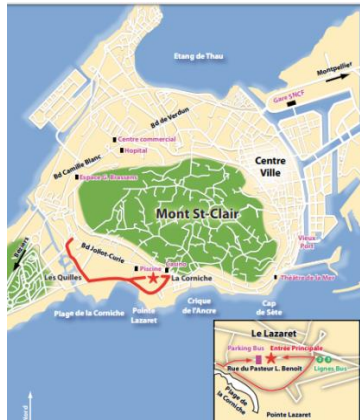 Etang de Thau
Montpellier
Gare SNCF
Bd de Verdun
Centre commercial
Hopital
Bd Camille Blanc
Centre
Ville
Espace G. Brassens
Mont St-Clair
Vieux
Port
Bd Joliot-Curie
Piscine
Les Quilles
La Corniche
Théâtre de la Mer
Plage de la Corniche
Pointe
Lazaret
Crique
de l'Ancre
Cap
de Sète
Le Lazaret
Parking Bus
Entrée Principale
Rue du Pasteur L. Benoît
Lignes Bus
Plage de
la Corniche
Pointe Lazaret